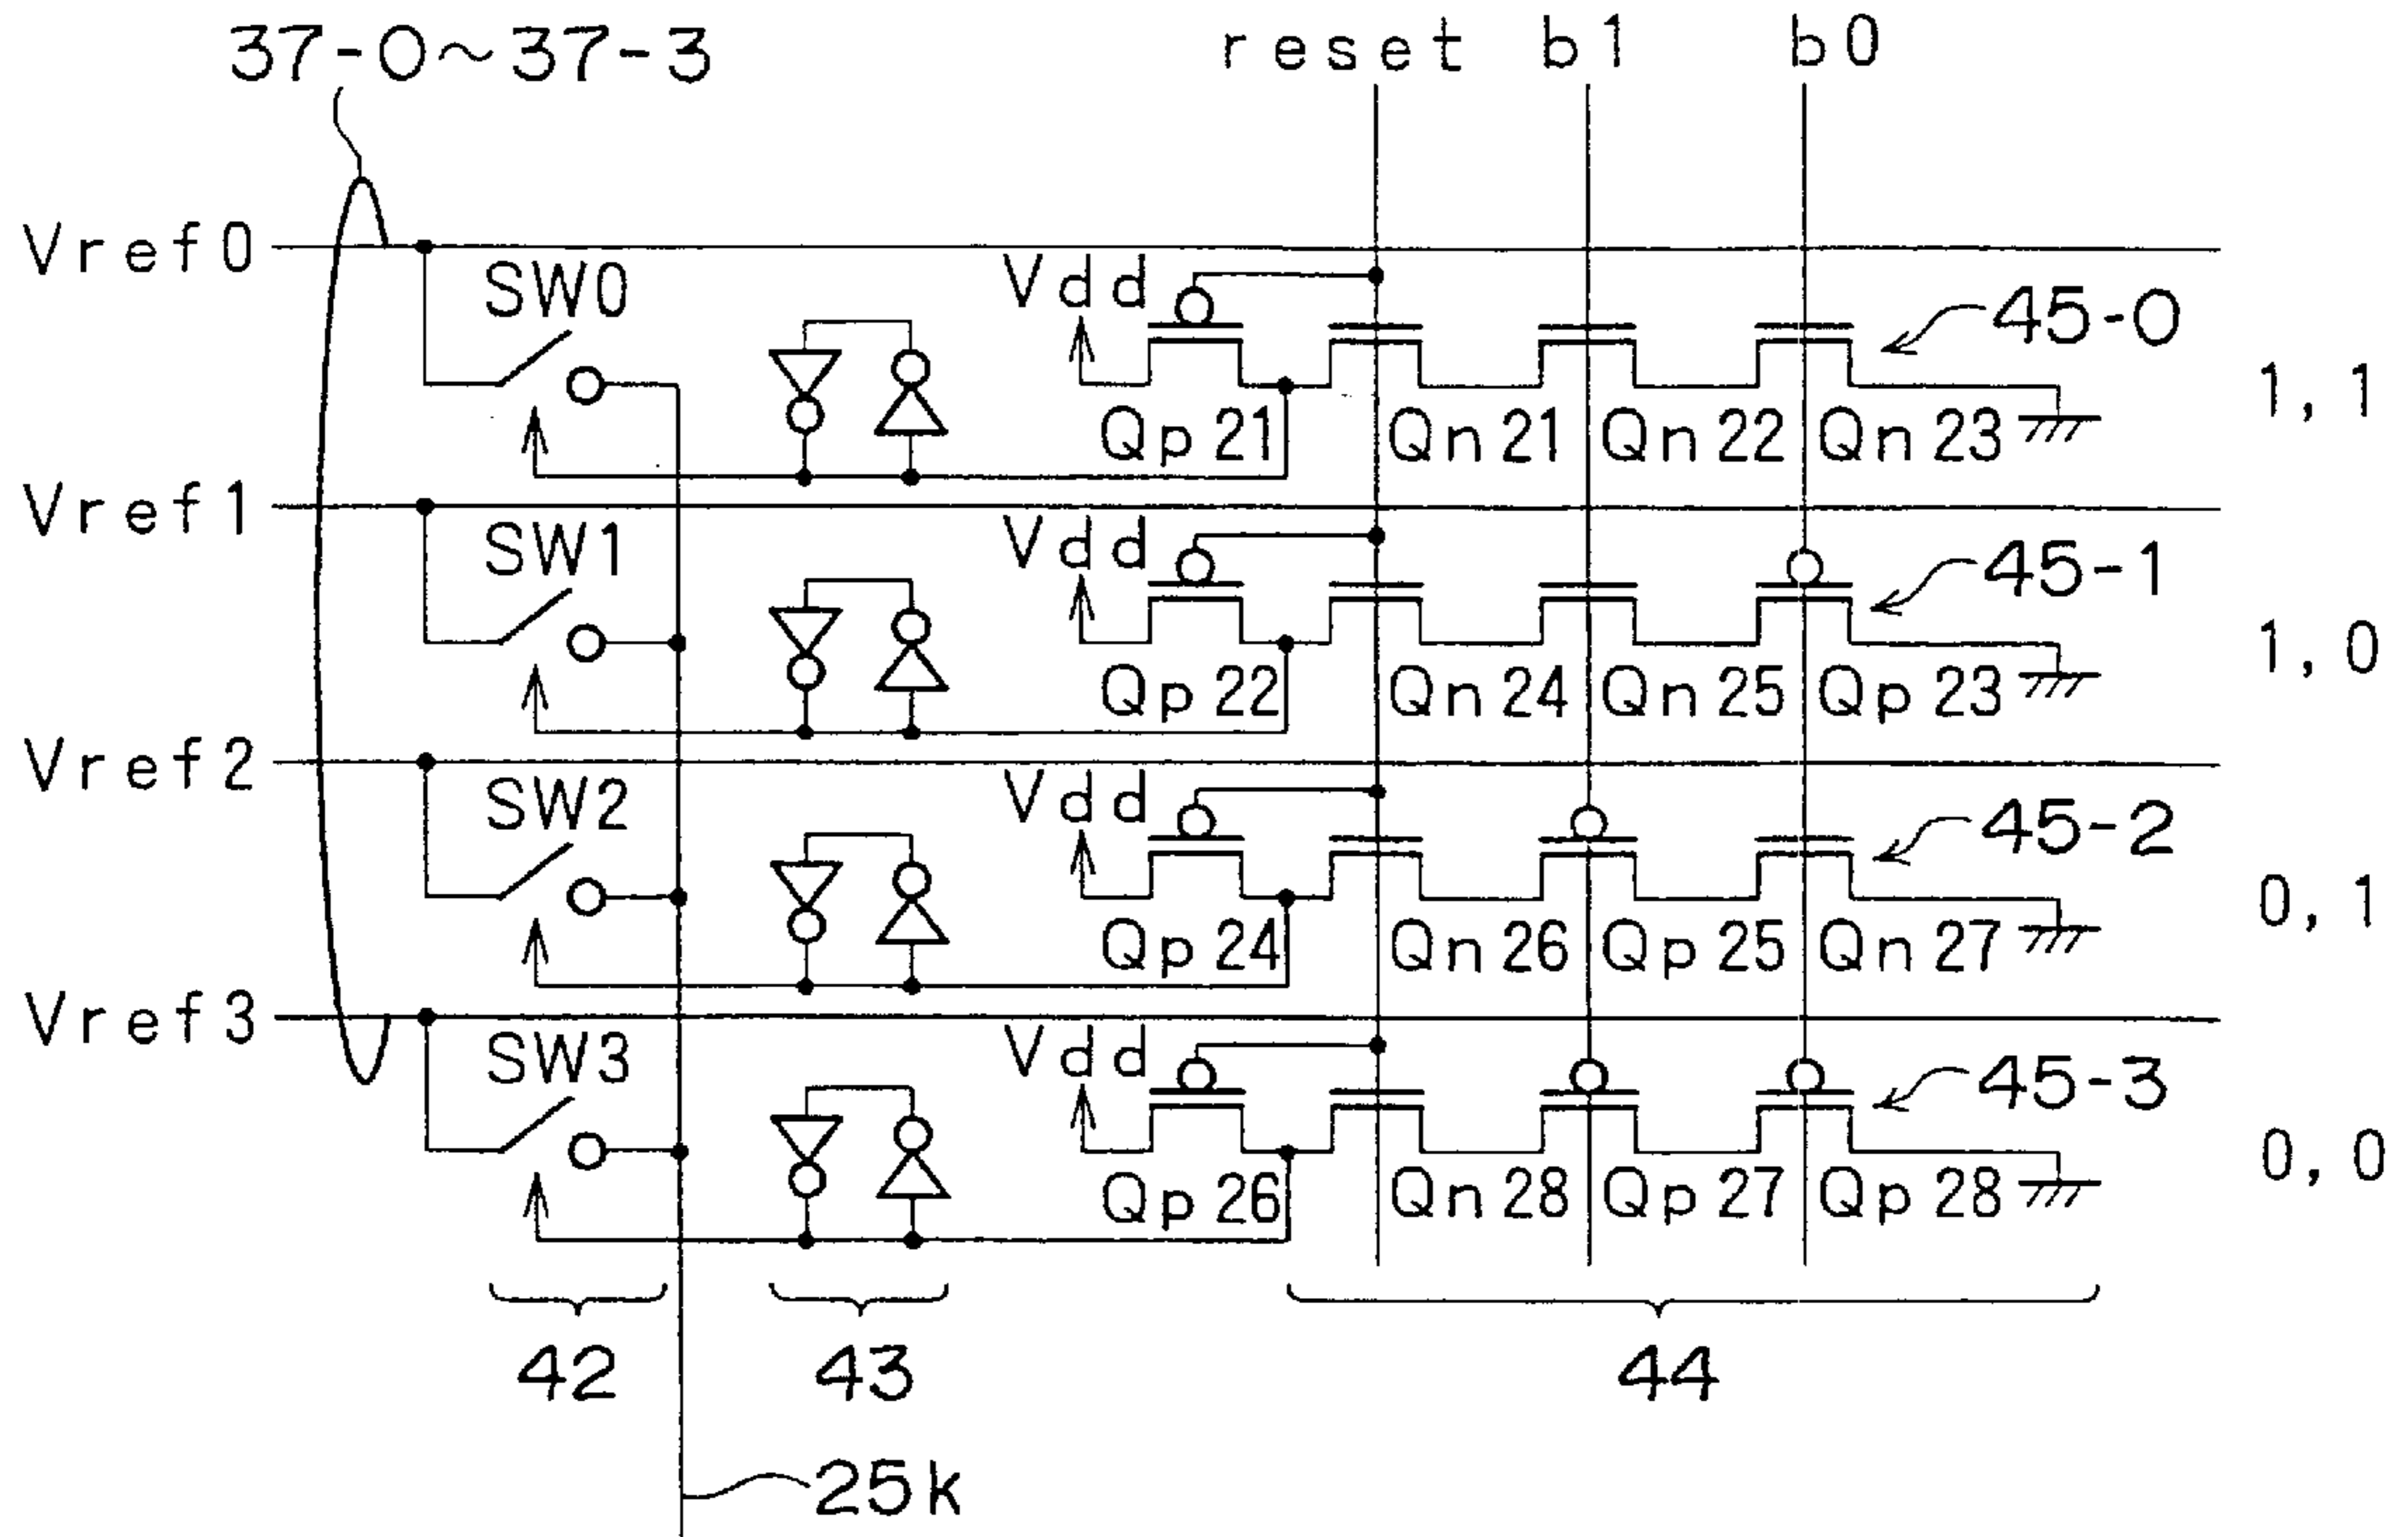 37-0~37-3
reset b1 b0
Vref0
SW0
Vdd
45-0
1,1
Qp21 Qn21 Qn22 Qn23
Vref1
SW1
Vdd
45-1
1,0
Qp22 Qn24 Qn25 Qp23
Vref2
SW2
Vdd
45-2
0,1
Qp24 Qn26 Qp25 Qn27
Vref3
SW3
Vdd
45-3
0,0
Qp26 Qn28 Qp27 Qp28
42 43 44
25k